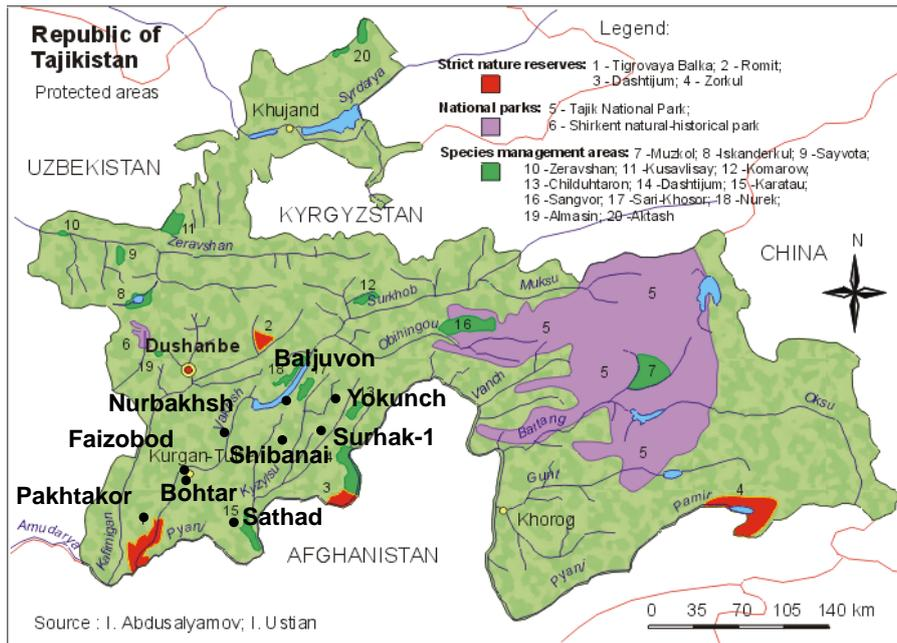 Republic of
Tajikistan
Protected areas
Legend:
Strict nature reserves: 1 - Tigrovaya Balka; 2 - Romit;
3 - Dashtijum; 4 - Zorkul
National parks: 5 - Tajik National Park;
6 - Shirkent natural-historical park
Species management areas: 7 -Muzkol; 8 -Iskanderkul; 9 -Sayvota;
10 -Zeravshan; 11 -Kusavlisay; 12 -Komarow;
13 -Childuhtaron; 14 -Dashtijum; 15 -Karatau;
16 -Sangvor; 17 -Sari-Khosor; 18 -Nurek;
19 -Almasin; 20 -Aktash
20
Khujand
Syrdarya
UZBEKISTAN
KYRGYZSTAN
CHINA
N
10
11
Zeravshan
9
8
12
Surkhob
Muksu
5
6
2
Dushanbe
Obihingou
16
5
19
Baljuvon
18
5
7
Vanch
Nurbakhsh
Yokunch
Oksu
Bartang
Faizobod
Surhak-1
Shibanai
5
Kyzylsu
Gunt
Pakhtakor
Bohtar
3
Pamir
4
15
Sathad
Khorog
Amudarya
Kafirnigan
Pyanj
AFGHANISTAN
Pyanj
Source : I. Abdusalyamov; I. Ustian
0 35 70 105 140 km